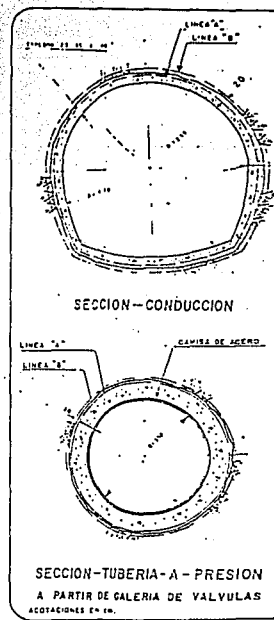 LINEA "A"
LINEA "B"
20
SECCION-CONDUCCION
LINEA "A"
LINEA "B"
CAMISA DE ACERO
SECCION-TUBERIA-A-PRESION
A PARTIR DE GALERIA DE VALVULAS
ACOTACIONES EN CM.